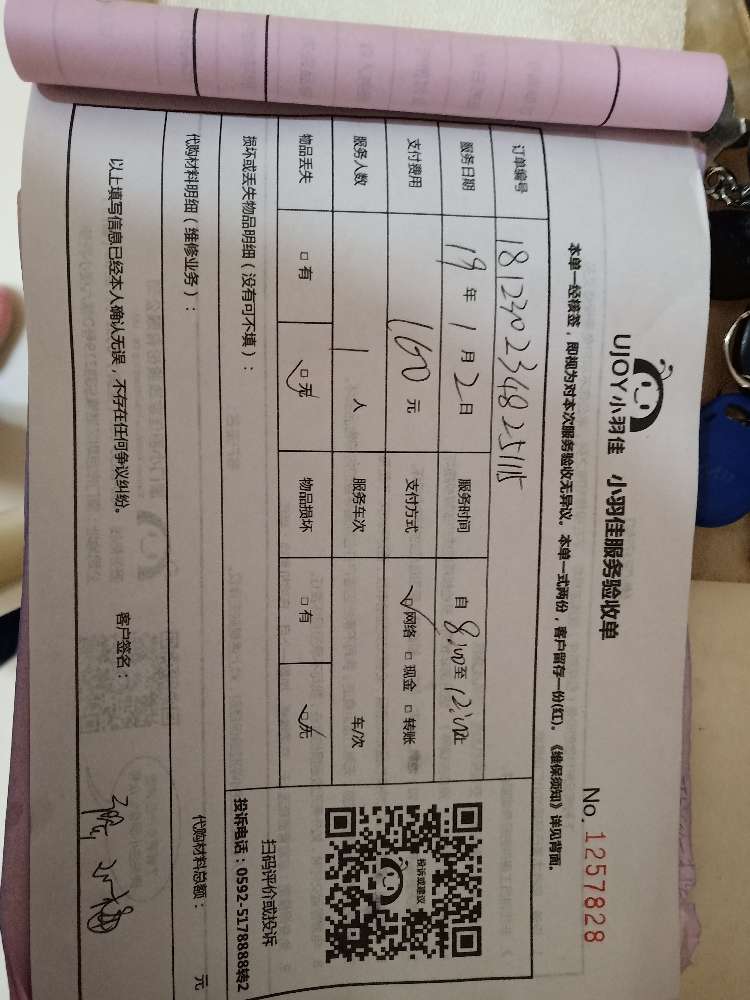 UJOY小羽佳 小羽佳服务验收单
No. 1257828
本单一经核签，即视为对本次服务验收无异议。本单一式两份，客户留存一份(红)。《维保须知》详见背面。
订单编号 181230234825115
服务日期 19 年 1 月 2 日 服务时间 自 8:00 至 12:00 止
支付费用 160 元 支付方式 ☑网络 □现金 □转账
服务人数 1 人 服务车次 车/次
物品丢失 □有 ☑无 物品损坏 □有 ☑无
投诉或建议
扫码评价或投诉
投诉电话：0592-5178888转2
损坏或丢失物品明细（没有可不填）：
代购材料明细（维修业务）： 代购材料总额： 元
以上填写信息已经本人确认无误，不存在任何争议纠纷。 客户签名：